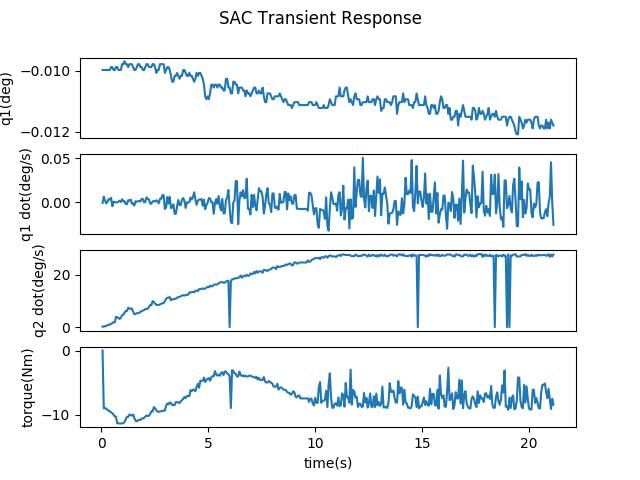 SAC Transient Response
−0.010
−0.012
q1(deg)
0.05
0.00
q1 dot(deg/s)
20
0
q2 dot(deg/s)
0
−10
torque(Nm)
0 5 10 15 20
time(s)